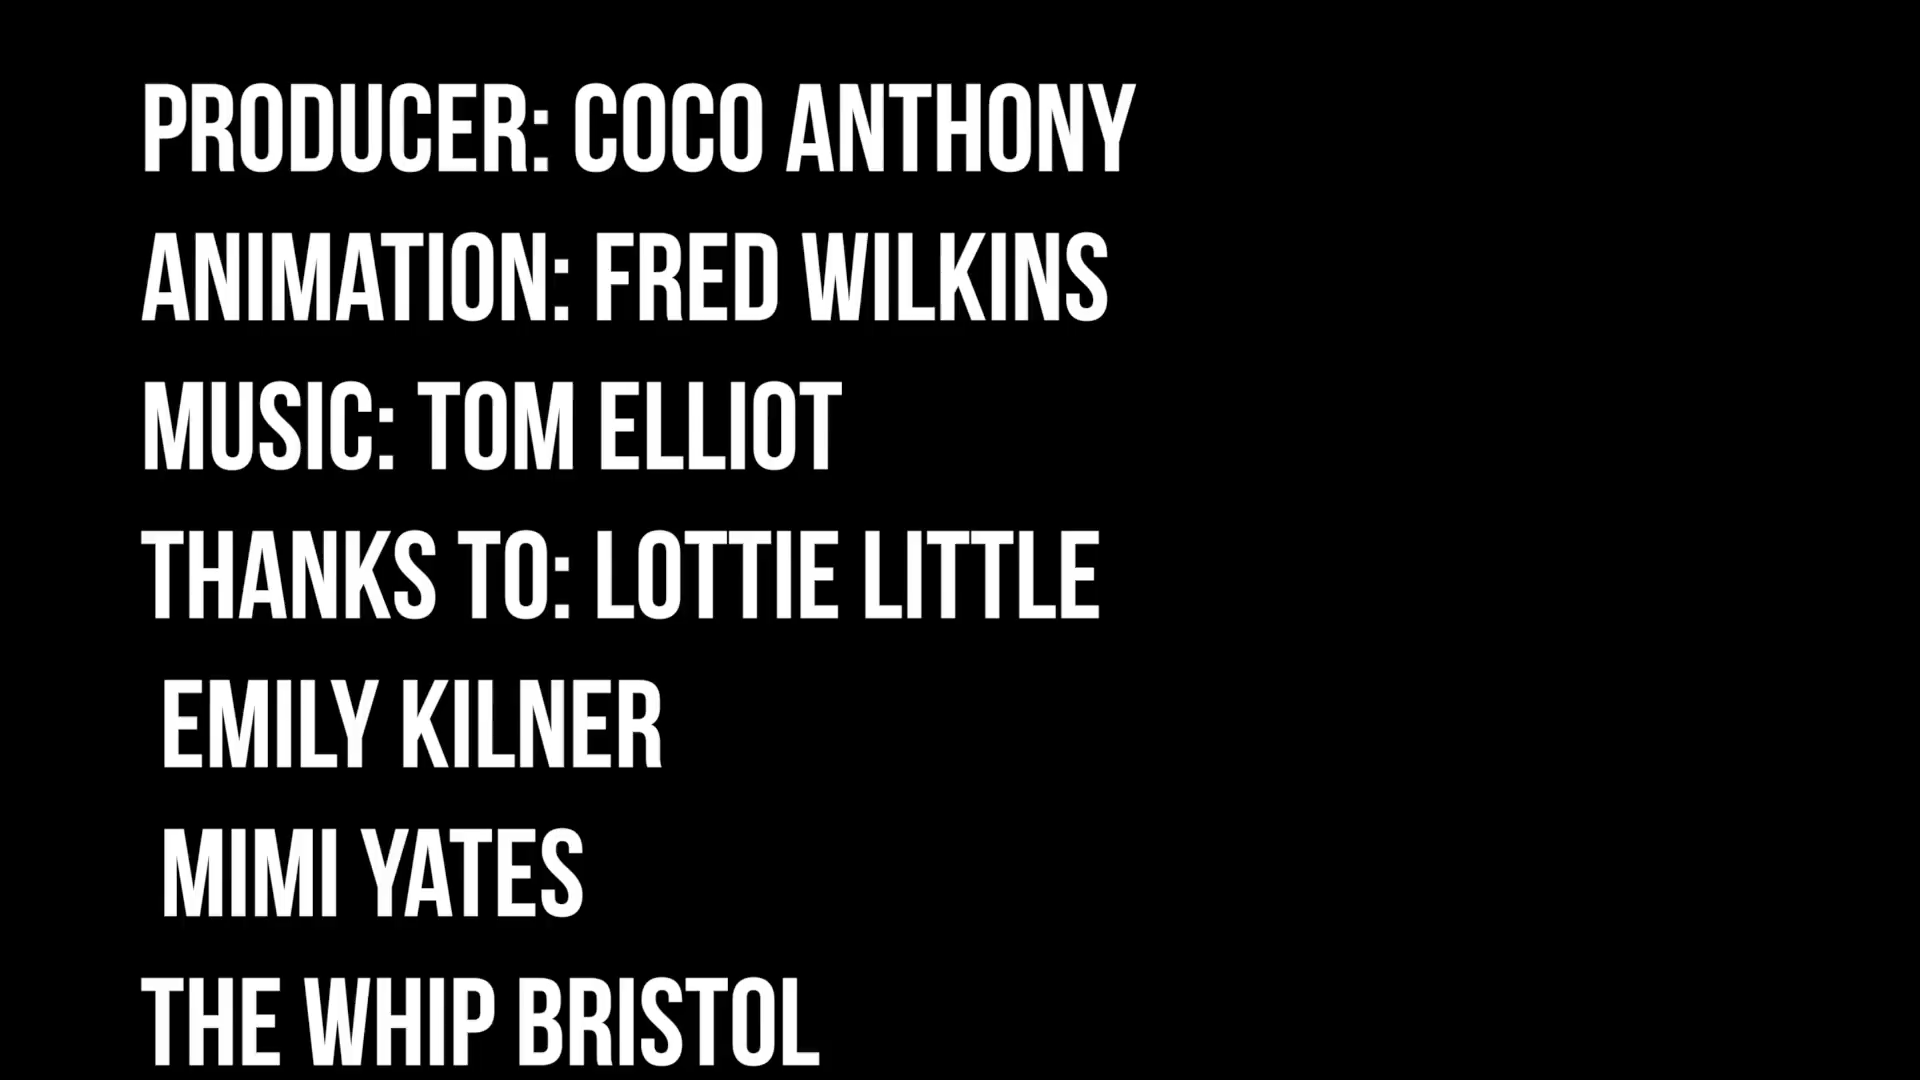 PRODUCER: COCO ANTHONY
ANIMATION: FRED WILKINS
MUSIC: TOM ELLIOT
THANKS TO: LOTTIE LITTLE
EMILY KILNER
MIMI YATES
THE WHIP BRISTOL